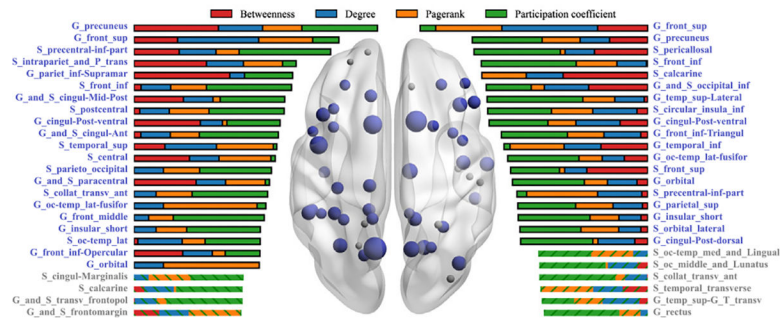 Betweenness Degree Pagerank Participation coefficient
G_precuneus
G_front_sup
S_precentral-inf-part
S_intrapariet_and_P_trans
G_pariet_inf-Supramar
S_front_inf
G_and_S_cingul-Mid-Post
S_postcentral
G_cingul-Post-ventral
G_and_S_cingul-Ant
S_temporal_sup
S_central
S_parieto_occipital
G_and_S_paracentral
S_collat_transv_ant
G_oc-temp_lat-fusifor
G_front_middle
G_insular_short
S_oc-temp_lat
G_front_inf-Opercular
G_orbital
S_cingul-Marginalis
S_calcarine
G_and_S_transv_frontopol
G_and_S_frontomargin
G_front_sup
G_precuneus
S_pericallosal
S_front_inf
S_calcarine
G_and_S_occipital_inf
G_temp_sup-Lateral
S_circular_insula_inf
G_cingul-Post-ventral
G_front_inf-Triangul
G_temporal_inf
G_oc-temp_lat-fusifor
S_front_sup
G_orbital
S_precentral-inf-part
G_parietal_sup
G_insular_short
S_orbital_lateral
G_cingul-Post-dorsal
S_oc-temp_med_and_Lingual
S_oc_middle_and_Lunatus
S_collat_transv_ant
S_temporal_transverse
G_temp_sup-G_T_transv
G_rectus